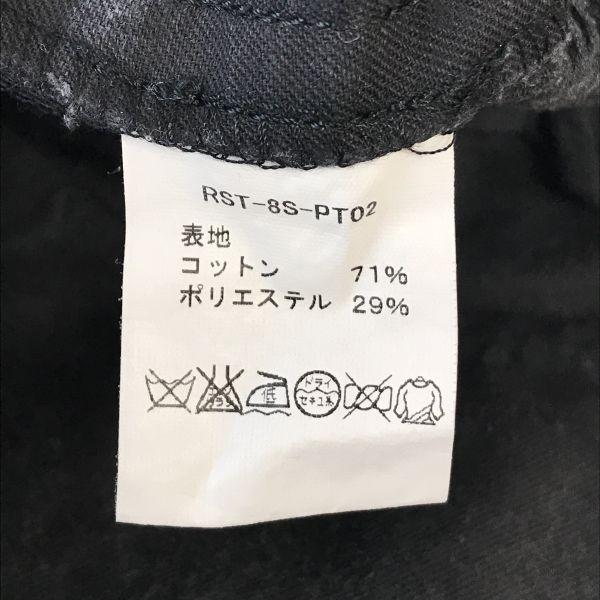 RST-8S-PT02
表地
コットン 71%
ポリエステル 29%
低 ドライ
セキユ系